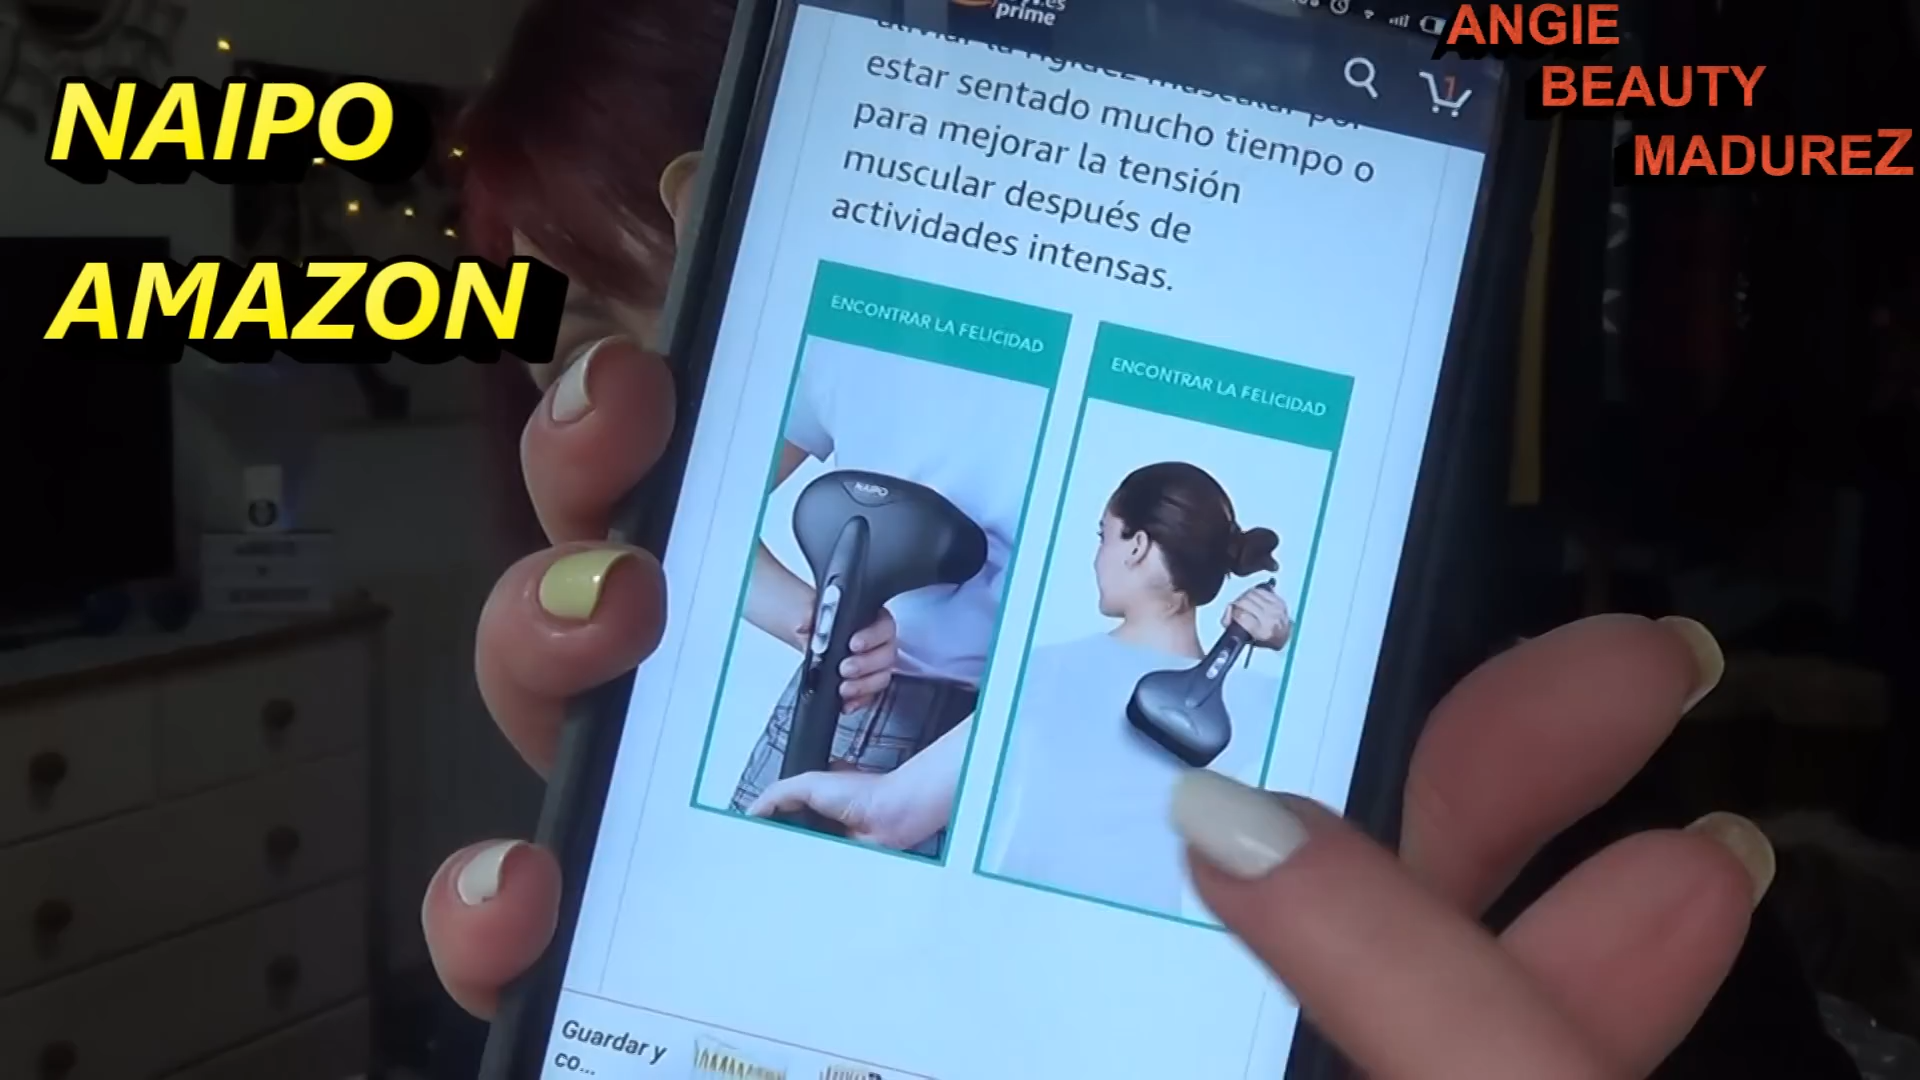 NAIPO
AMAZON
ANGIE
BEAUTY
MADUREZ
prime
1
estar sentado mucho tiempo o
para mejorar la tensión
muscular después de
actividades intensas.
ENCONTRAR LA FELICIDAD
ENCONTRAR LA FELICIDAD
NAIPO
Guardar y
co...